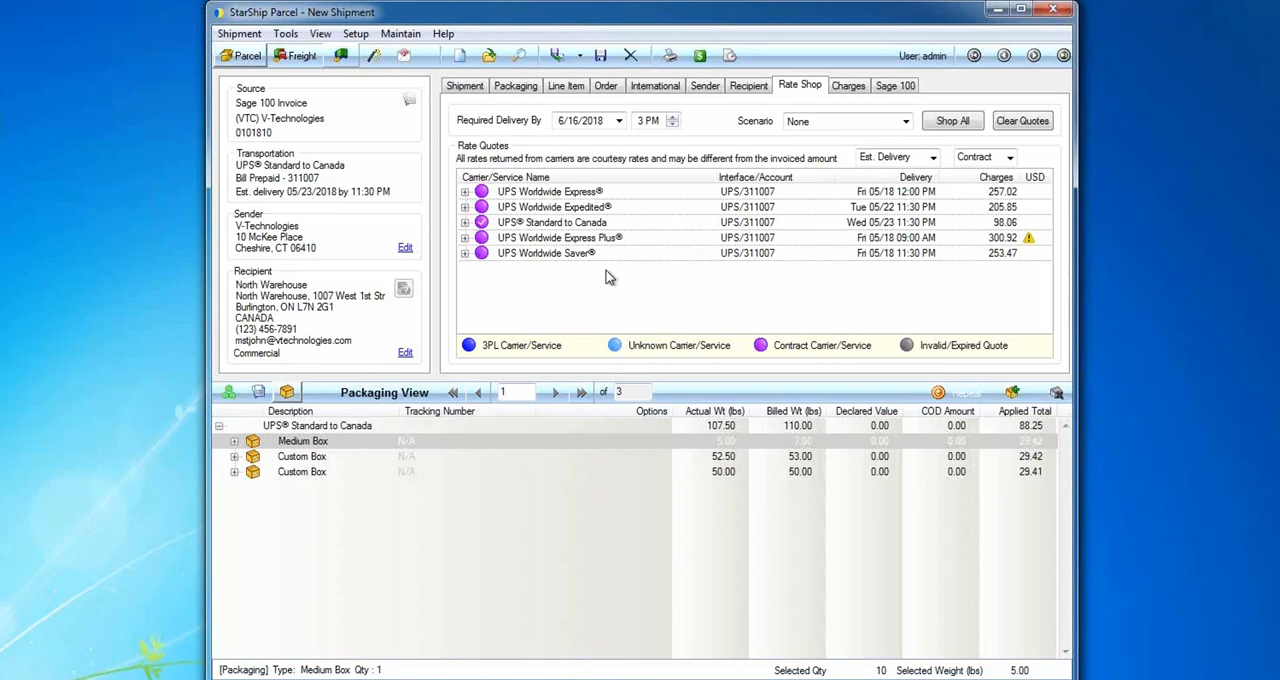 StarShip Parcel - New Shipment
Shipment Tools View Setup Maintain Help
Parcel Freight User: admin
Source
Sage 100 Invoice
(VTC) V-Technologies
0101810
Transportation
UPS® Standard to Canada
Bill Prepaid - 311007
Est. delivery 05/23/2018 by 11:30 PM
Sender
V-Technologies
10 McKee Place
Cheshire, CT 06410 Edit
Recipient
North Warehouse
North Warehouse, 1007 West 1st Str
Burlington, ON L7N 2G1
CANADA
(123) 456-7891
mstjohn@vtechnologies.com
Commercial Edit
Shipment Packaging Line Item Order International Sender Recipient Rate Shop Charges Sage 100
Required Delivery By 6/16/2018 3 PM Scenario None Shop All Clear Quotes
Rate Quotes
All rates returned from carriers are courtesy rates and may be different from the invoiced amount Est. Delivery Contract
Carrier/Service Name Interface/Account Delivery Charges USD
UPS Worldwide Express® UPS/311007 Fri 05/18 12:00 PM 257.02
UPS Worldwide Expedited® UPS/311007 Tue 05/22 11:30 PM 205.85
UPS® Standard to Canada UPS/311007 Wed 05/23 11:30 PM 98.06
UPS Worldwide Express Plus® UPS/311007 Fri 05/18 09:00 AM 300.92
UPS Worldwide Saver® UPS/311007 Fri 05/18 11:30 PM 253.47
3PL Carrier/Service Unknown Carrier/Service Contract Carrier/Service Invalid/Expired Quote
Packaging View 1 of 3 Repeat
Description Tracking Number Options Actual Wt (lbs) Billed Wt (lbs) Declared Value COD Amount Applied Total
UPS® Standard to Canada 107.50 110.00 0.00 0.00 88.25
Medium Box N/A 5.00 7.00 0.00 0.00 29.42
Custom Box N/A 52.50 53.00 0.00 0.00 29.42
Custom Box N/A 50.00 50.00 0.00 0.00 29.41
[Packaging] Type: Medium Box Qty : 1 Selected Qty 10 Selected Weight (lbs) 5.00